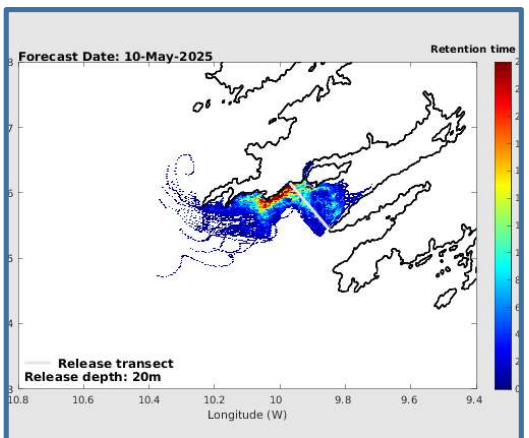 Retention time
Forecast Date: 10-May-2025
Release transect
Release depth: 20m
10.8 10.6 10.4 10.2 10 9.8 9.6 9.4
Longitude (W)